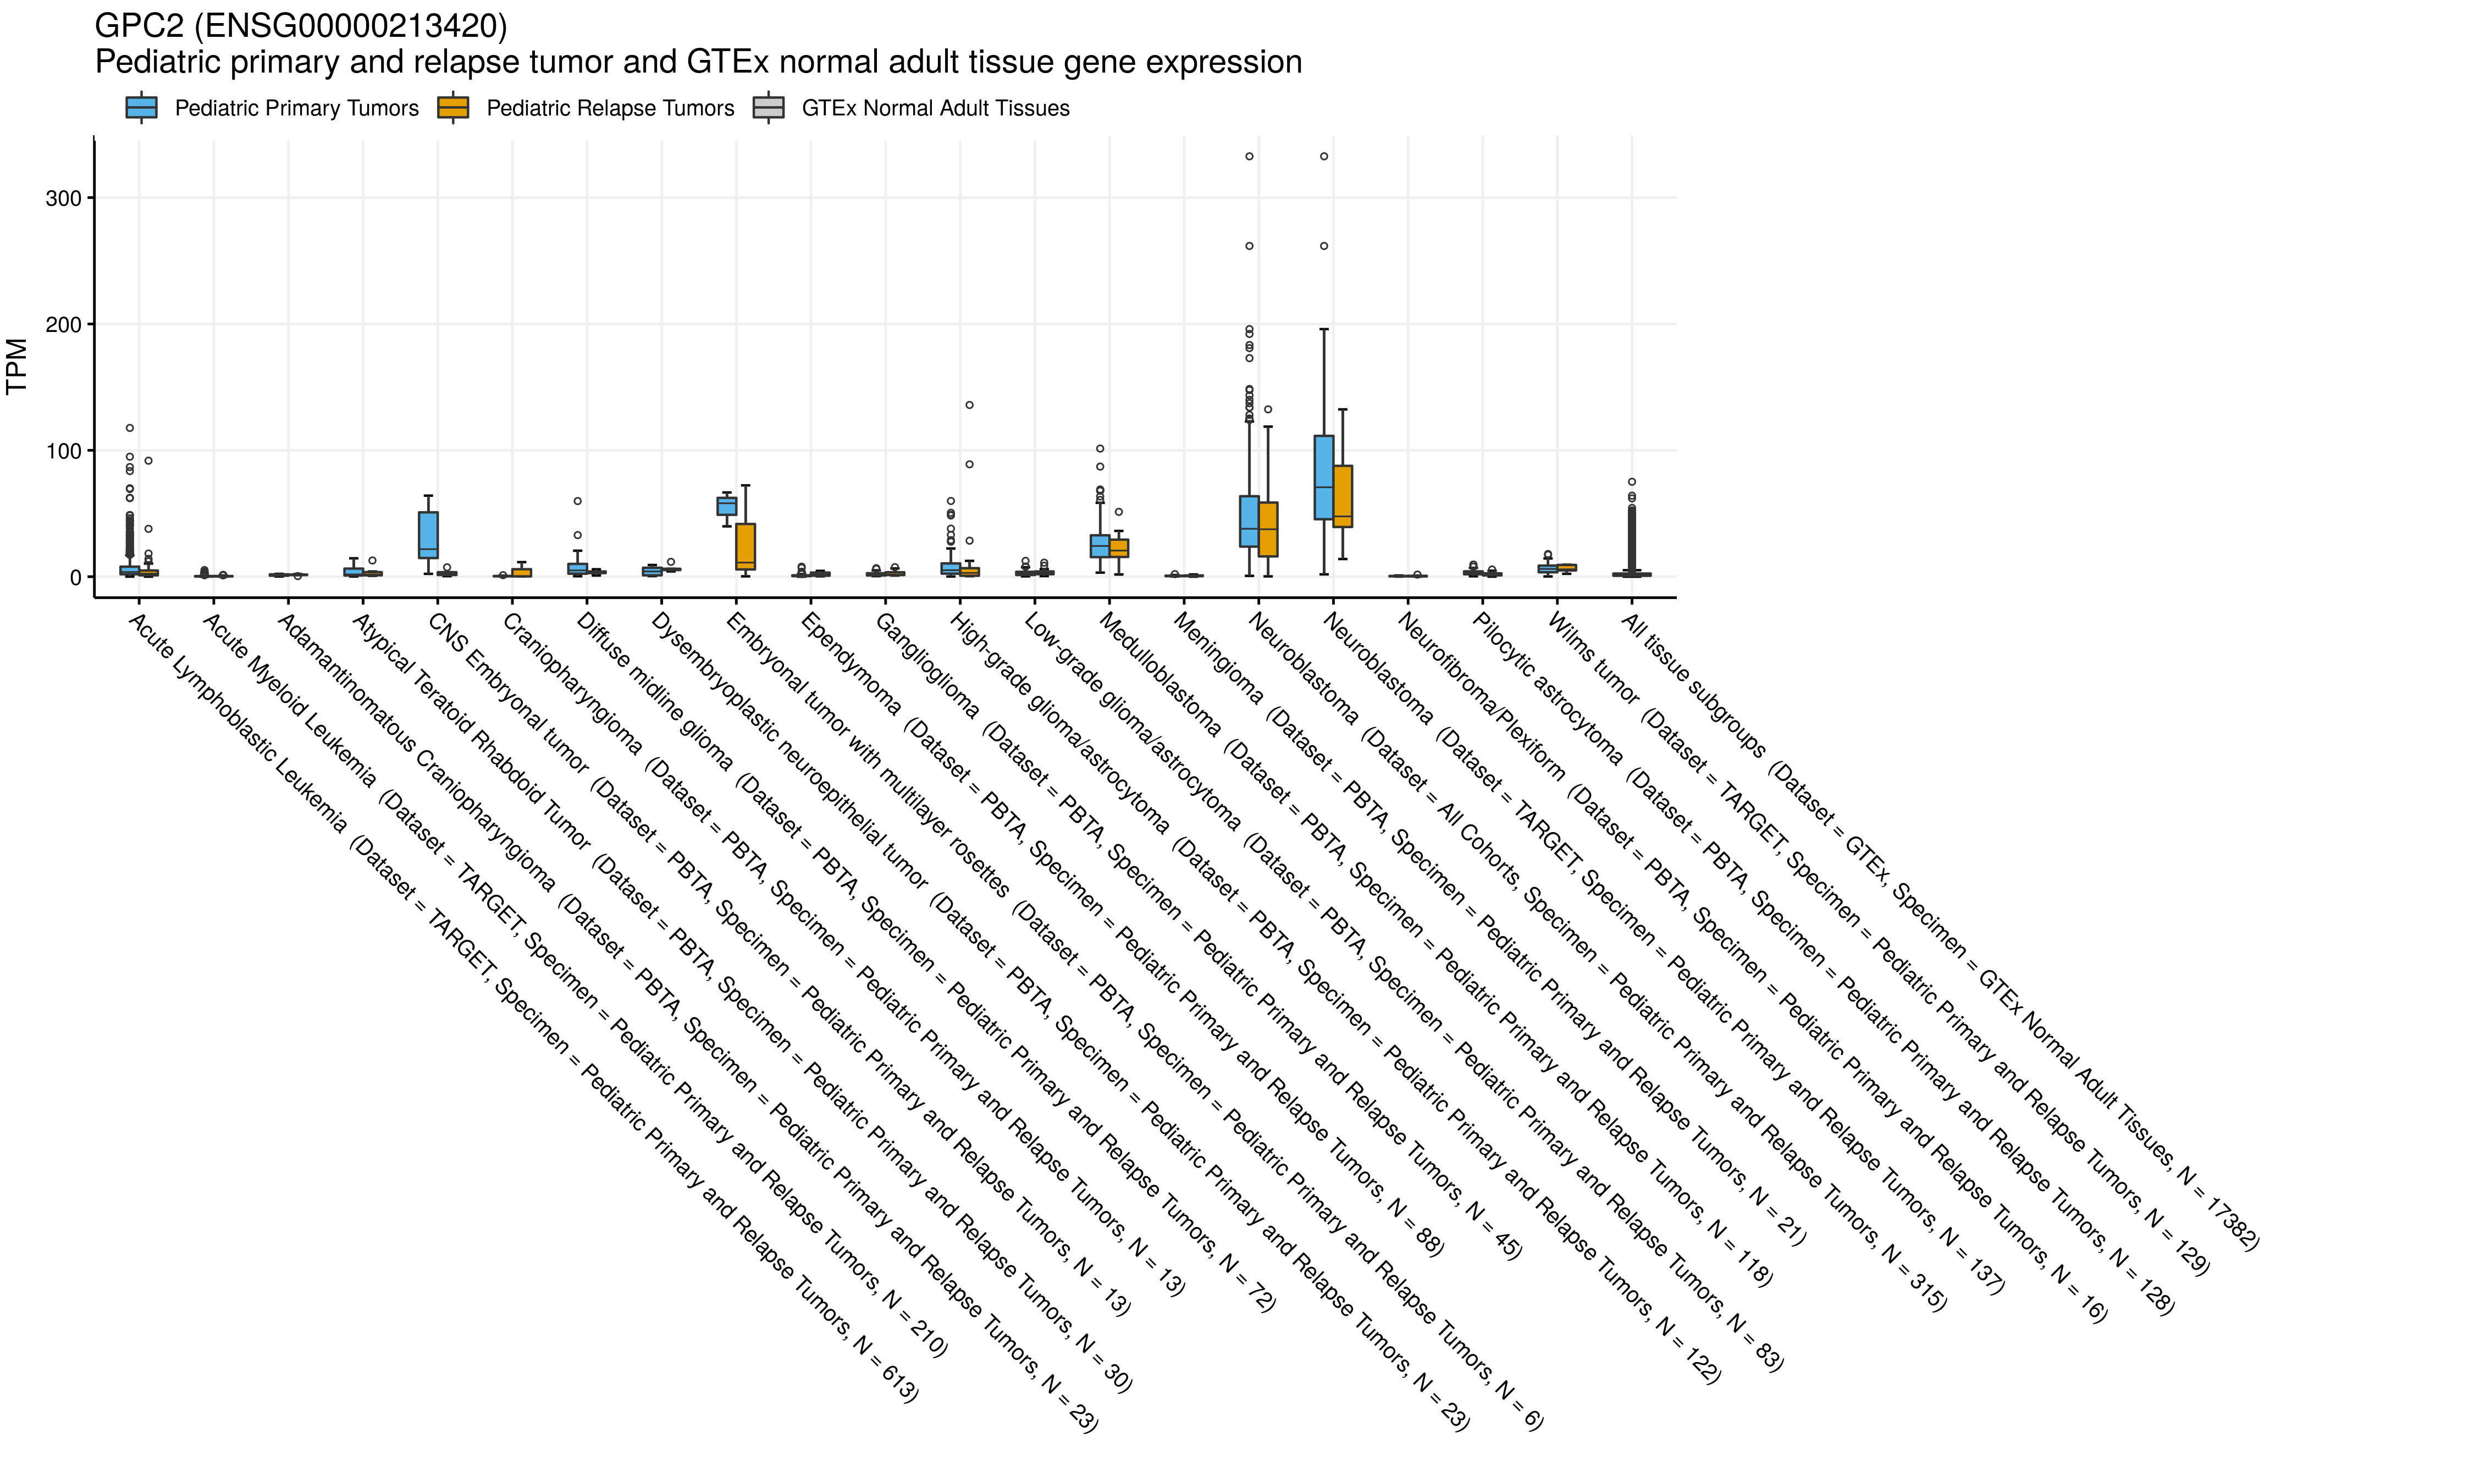 GPC2 (ENSG00000213420)
Pediatric primary and relapse tumor and GTEx normal adult tissue gene expression
Pediatric Primary Tumors
Pediatric Relapse Tumors
GTEx Normal Adult Tissues
TPM
300
200
100
0
Acute Lymphoblastic Leukemia (Dataset = TARGET, Specimen = Pediatric Primary and Relapse Tumors, N = 613)
Acute Myeloid Leukemia (Dataset = TARGET, Specimen = Pediatric Primary and Relapse Tumors, N = 210)
Adamantinomatous Craniopharyngioma (Dataset = PBTA, Specimen = Pediatric Primary and Relapse Tumors, N = 23)
Atypical Teratoid Rhabdoid Tumor (Dataset = PBTA, Specimen = Pediatric Primary and Relapse Tumors, N = 30)
CNS Embryonal tumor (Dataset = PBTA, Specimen = Pediatric Primary and Relapse Tumors, N = 13)
Craniopharyngioma (Dataset = PBTA, Specimen = Pediatric Primary and Relapse Tumors, N = 13)
Diffuse midline glioma (Dataset = PBTA, Specimen = Pediatric Primary and Relapse Tumors, N = 72)
Dysembryoplastic neuroepithelial tumor (Dataset = PBTA, Specimen = Pediatric Primary and Relapse Tumors, N = 23)
Embryonal tumor with multilayer rosettes (Dataset = PBTA, Specimen = Pediatric Primary and Relapse Tumors, N = 6)
Ependymoma (Dataset = PBTA, Specimen = Pediatric Primary and Relapse Tumors, N = 88)
Ganglioglioma (Dataset = PBTA, Specimen = Pediatric Primary and Relapse Tumors, N = 45)
High-grade glioma/astrocytoma (Dataset = PBTA, Specimen = Pediatric Primary and Relapse Tumors, N = 122)
Low-grade glioma/astrocytoma (Dataset = PBTA, Specimen = Pediatric Primary and Relapse Tumors, N = 83)
Medulloblastoma (Dataset = PBTA, Specimen = Pediatric Primary and Relapse Tumors, N = 118)
Meningioma (Dataset = PBTA, Specimen = Pediatric Primary and Relapse Tumors, N = 21)
Neuroblastoma (Dataset = All Cohorts, Specimen = Pediatric Primary and Relapse Tumors, N = 315)
Neuroblastoma (Dataset = TARGET, Specimen = Pediatric Primary and Relapse Tumors, N = 137)
Neurofibroma/Plexiform (Dataset = PBTA, Specimen = Pediatric Primary and Relapse Tumors, N = 16)
Pilocytic astrocytoma (Dataset = PBTA, Specimen = Pediatric Primary and Relapse Tumors, N = 128)
Wilms tumor (Dataset = TARGET, Specimen = Pediatric Primary and Relapse Tumors, N = 129)
All tissue subgroups (Dataset = GTEx, Specimen = GTEx Normal Adult Tissues, N = 17382)